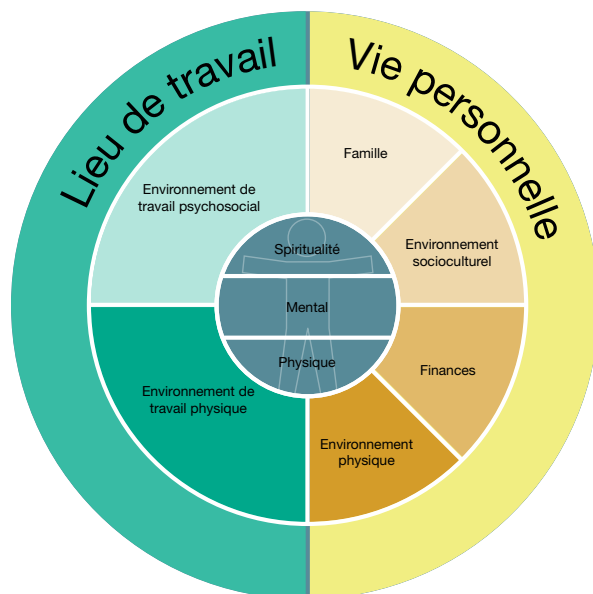 Lieu de travail
Vie personnelle
Environnement de
travail psychosocial
Famille
Environnement
socioculturel
Spiritualité
Mental
Physique
Finances
Environnement de
travail physique
Environnement
physique